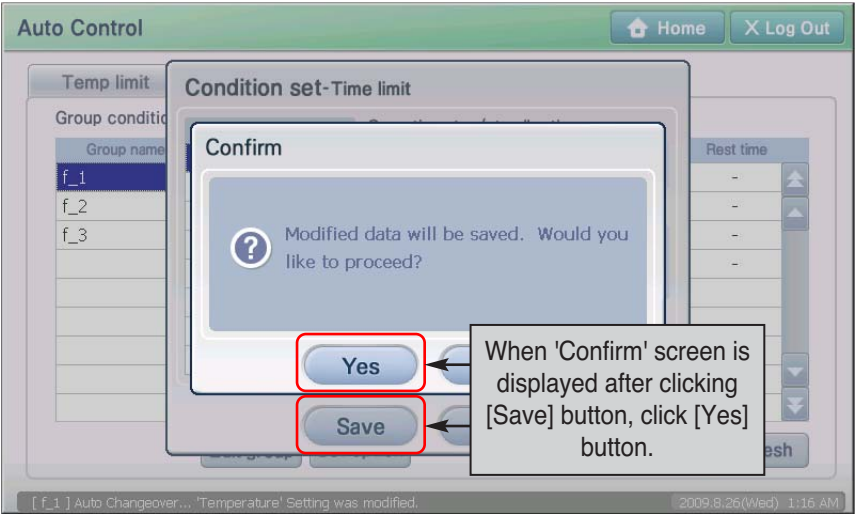 Auto Control
Home
X Log Out
Temp limit
Condition set-Time limit
Group
Group name
Rest time
Confirm
f_1
-
f_2
-
f_3
-
-
Modified data will be saved. Would you
like to proceed?
Yes
Save
When 'Confirm' screen is
displayed after clicking
[Save] button, click [Yes]
button.
[ f_1 ] Auto Changeover... 'Temperature' Setting was modified.
2009.8.26(Wed) 1:16 AM